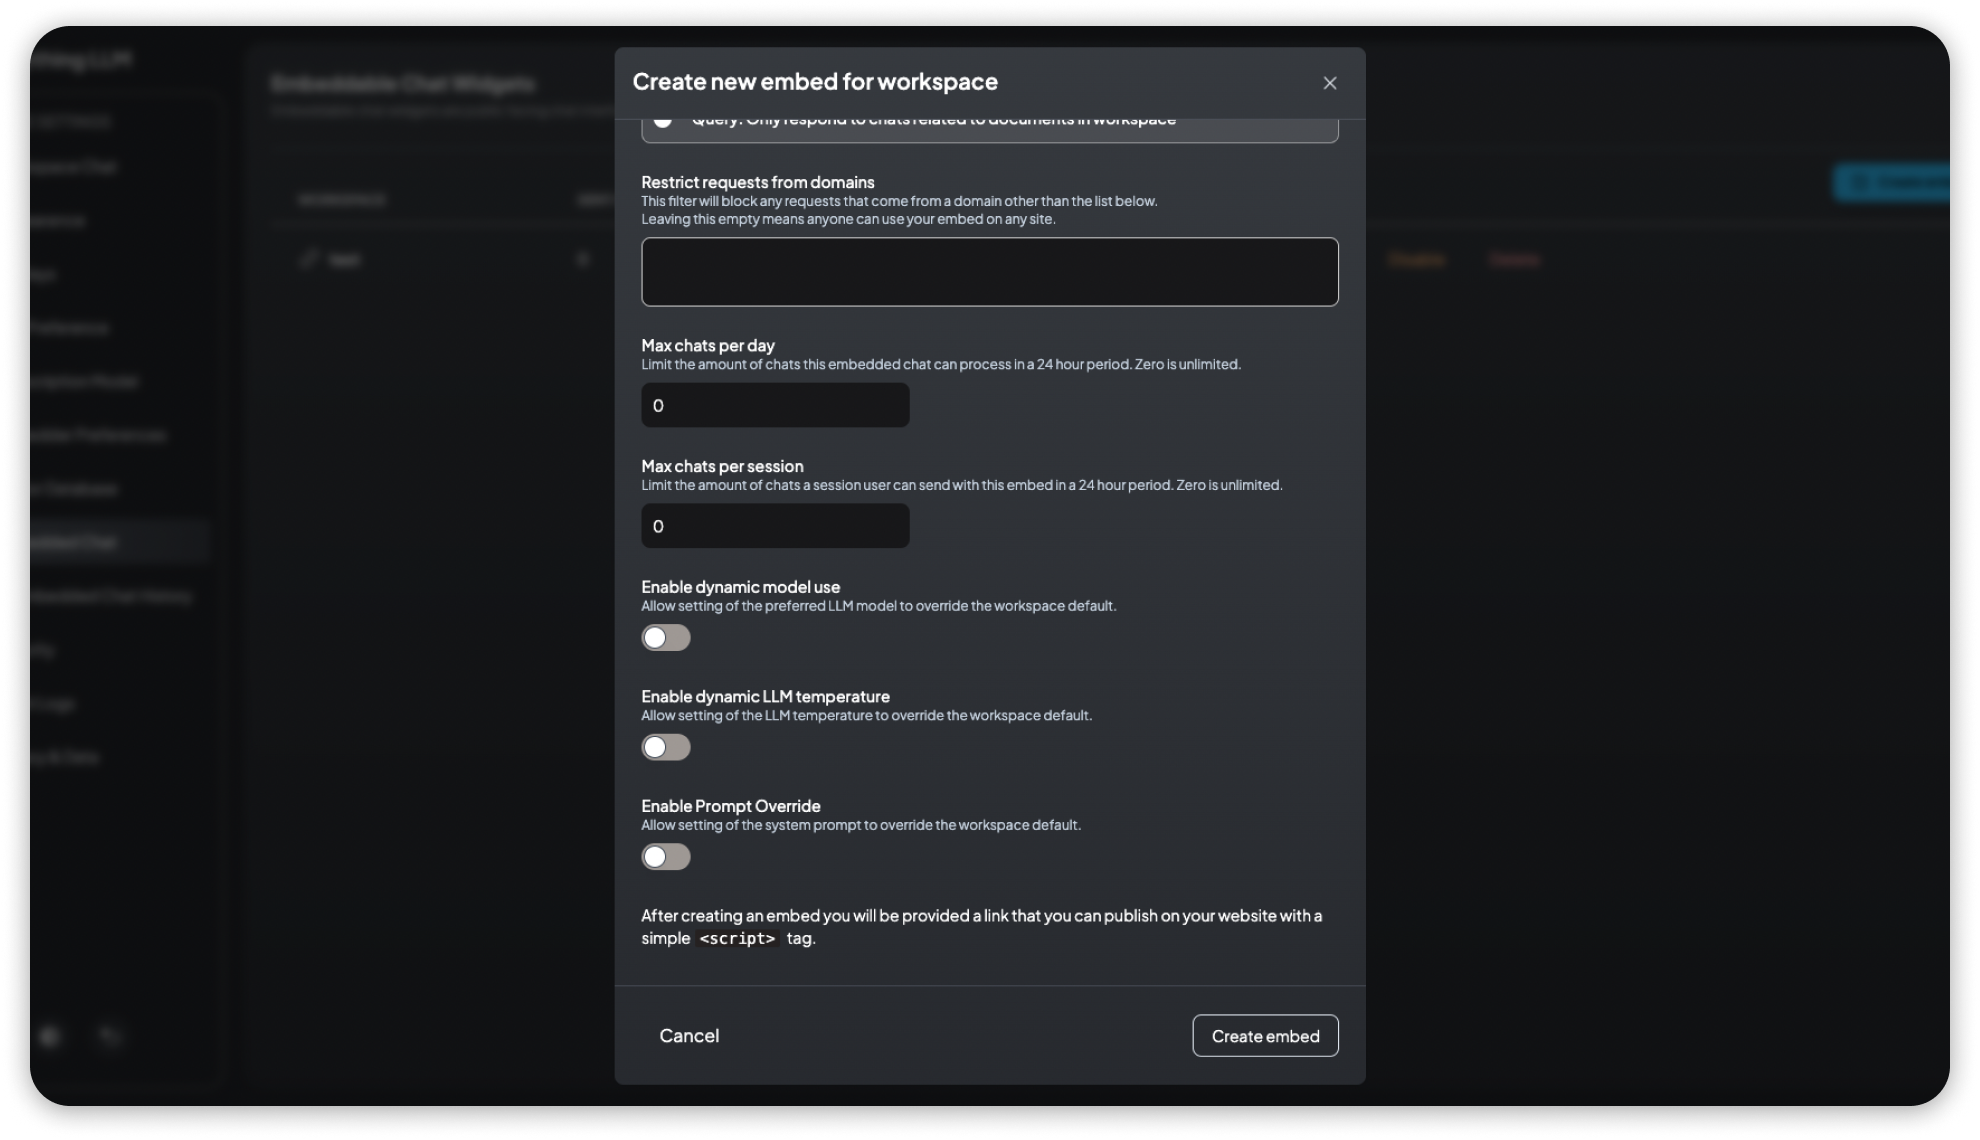 Create new embed for workspace
Query: Only respond to chats related to documents in workspace
Restrict requests from domains
This filter will block any requests that come from a domain other than the list below.
Leaving this empty means anyone can use your embed on any site.
Max chats per day
Limit the amount of chats this embedded chat can process in a 24 hour period. Zero is unlimited.
0
Max chats per session
Limit the amount of chats a session user can send with this embed in a 24 hour period. Zero is unlimited.
0
Enable dynamic model use
Allow setting of the preferred LLM model to override the workspace default.
Enable dynamic LLM temperature
Allow setting of the LLM temperature to override the workspace default.
Enable Prompt Override
Allow setting of the system prompt to override the workspace default.
After creating an embed you will be provided a link that you can publish on your website with a
simple <script> tag.
Cancel
Create embed
Embeddable Chat Widgets